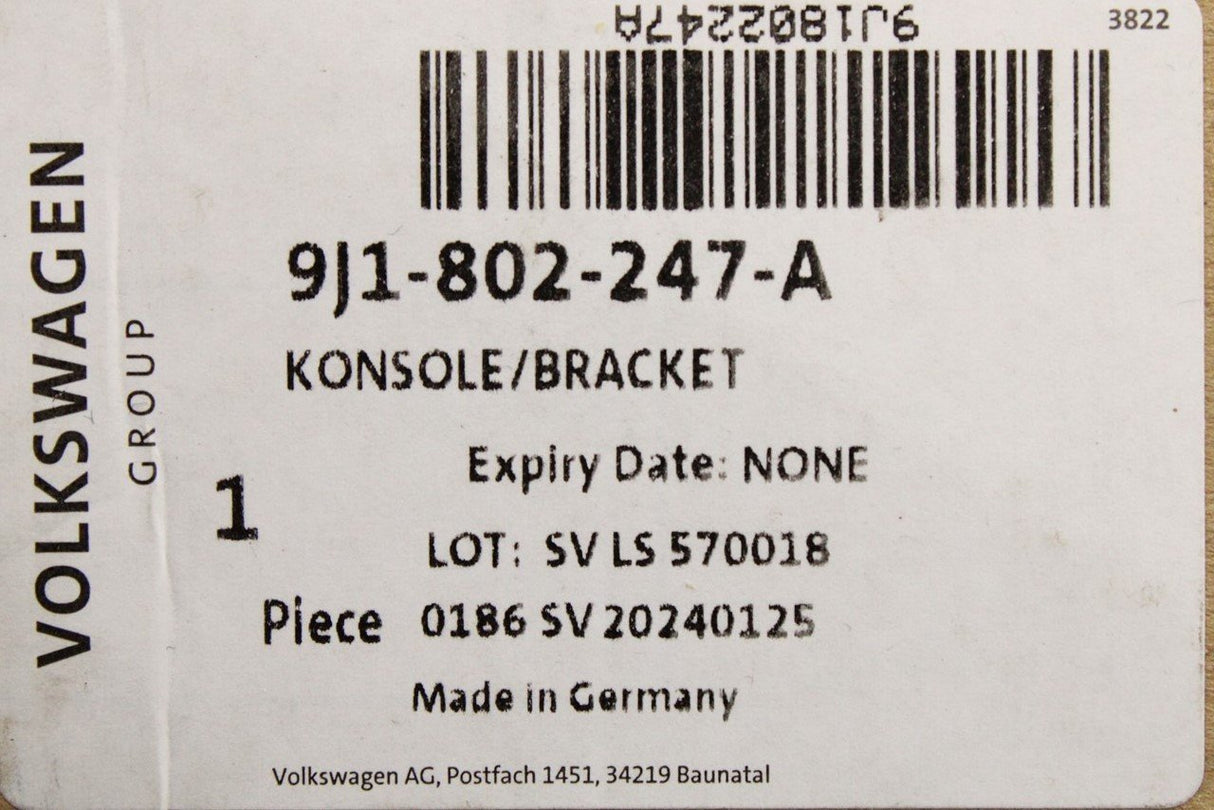 9J1802247A
3822
VOLKSWAGEN
GROUP
9J1-802-247-A
KONSOLE/BRACKET
Expiry Date: NONE
1
LOT: SV LS 570018
Piece 0186 SV 20240125
Made in Germany
Volkswagen AG, Postfach 1451, 34219 Baunatal